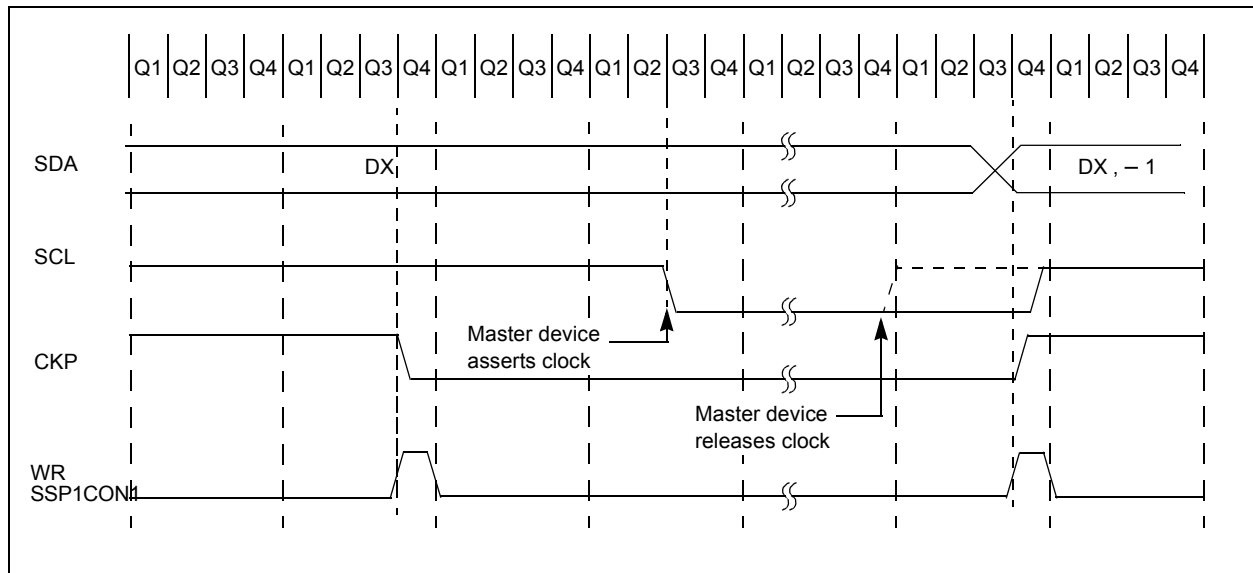 Q1 Q2 Q3 Q4 Q1 Q2 Q3 Q4 Q1 Q2 Q3 Q4 Q1 Q2 Q3 Q4 Q1 Q2 Q3 Q4 Q1 Q2 Q3 Q4 Q1 Q2 Q3 Q4
SDA
DX
DX , – 1
SCL
Master device
asserts clock
CKP
Master device
releases clock
WR
SSP1CON1